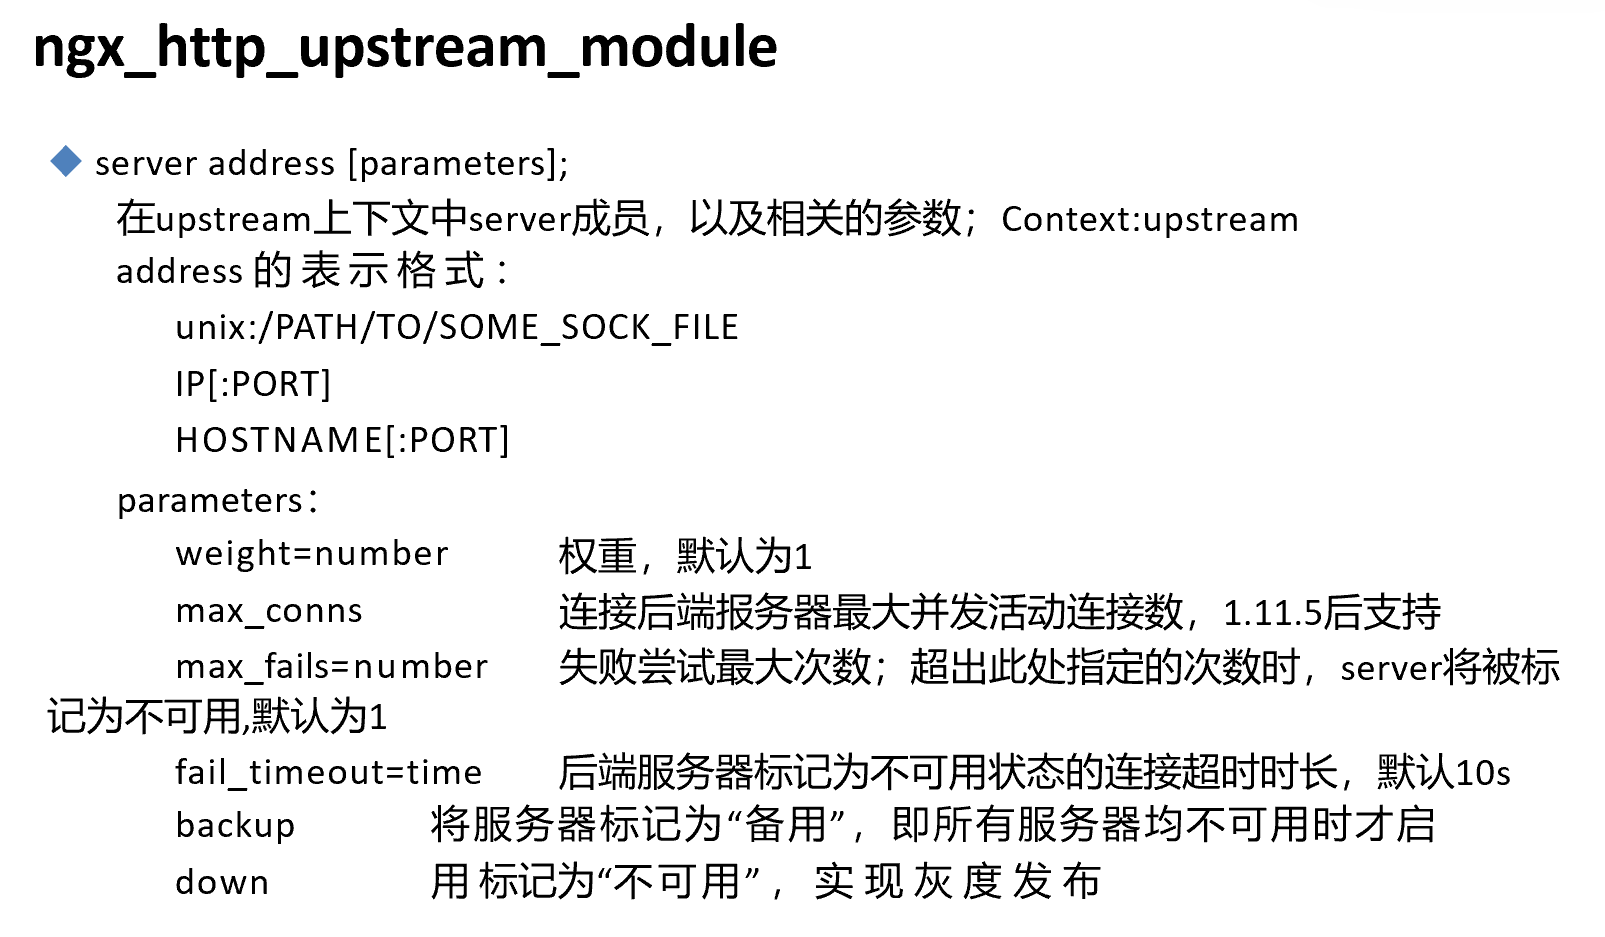 ngx_http_upstream_module
server address [parameters];
在upstream上下文中server成员，以及相关的参数；Context:upstream
address 的表示格式：
unix:/PATH/TO/SOME_SOCK_FILE
IP[:PORT]
HOSTNAME[:PORT]
parameters：
weight=number 权重，默认为1
max_conns 连接后端报务器最大并发活动连接数，1.11.5后支持
max_fails=number 失败尝试最大次数；超出此处指定的次数时，server将被标
记为不可用,默认为1
fail_timeout=time 后端服务器标记为不可用状态的连接超时时长，默认10s
backup 将服务器标记为“备用”，即所有服务器均不可用时才启
down 用 标记为“不可用”，实现灰度发布